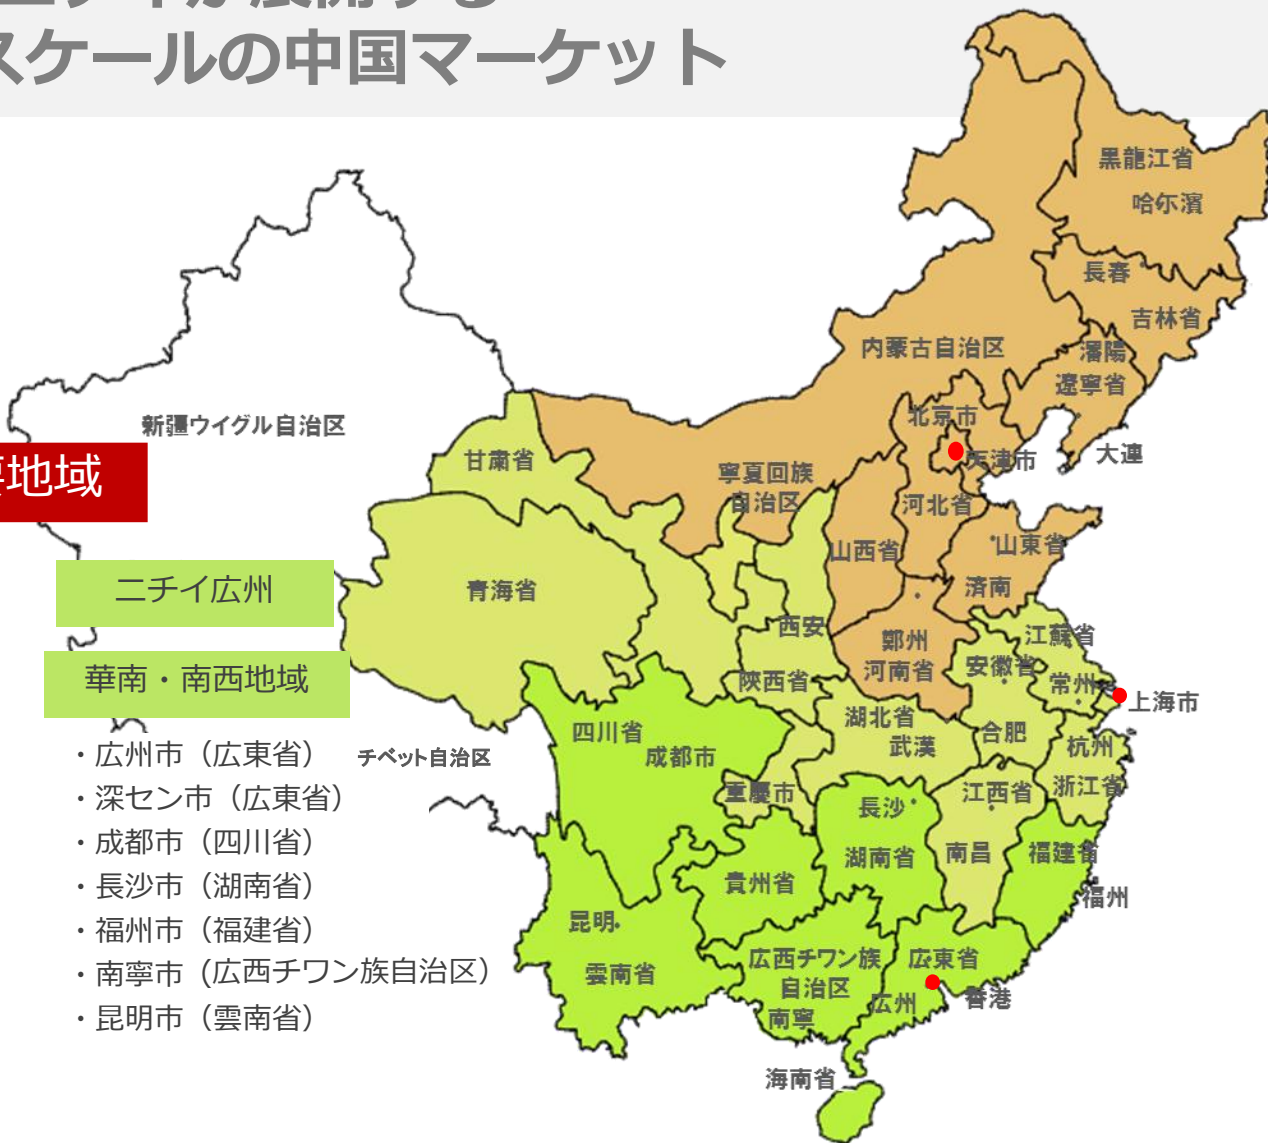 ニチイが展開する
スケールの中国マーケット
要地域
ニチイ広州
華南・南西地域
・広州市（広東省）
・深セン市（広東省）
・成都市（四川省）
・長沙市（湖南省）
・福州市（福建省）
・南寧市 (広西チワン族自治区）
・昆明市（雲南省）
黒龍江省
哈尓濱
長春
吉林省
瀋陽
遼寧省
大連
内蒙古自治区
北京市
天津市
新疆ウイグル自治区
甘粛省
寧夏回族
自治区
河北省
山西省
山東省
済南
青海省
西安
陝西省
鄭州
河南省
江蘇省
安徽省
常州
上海市
四川省
成都市
チベット自治区
湖北省
武漢
合肥
杭州
重慶市
長沙
江西省
浙江省
湖南省
南昌
福建省
福州
貴州省
昆明
雲南省
広西チワン族
自治区
南寧
広東省
広州
香港
海南省